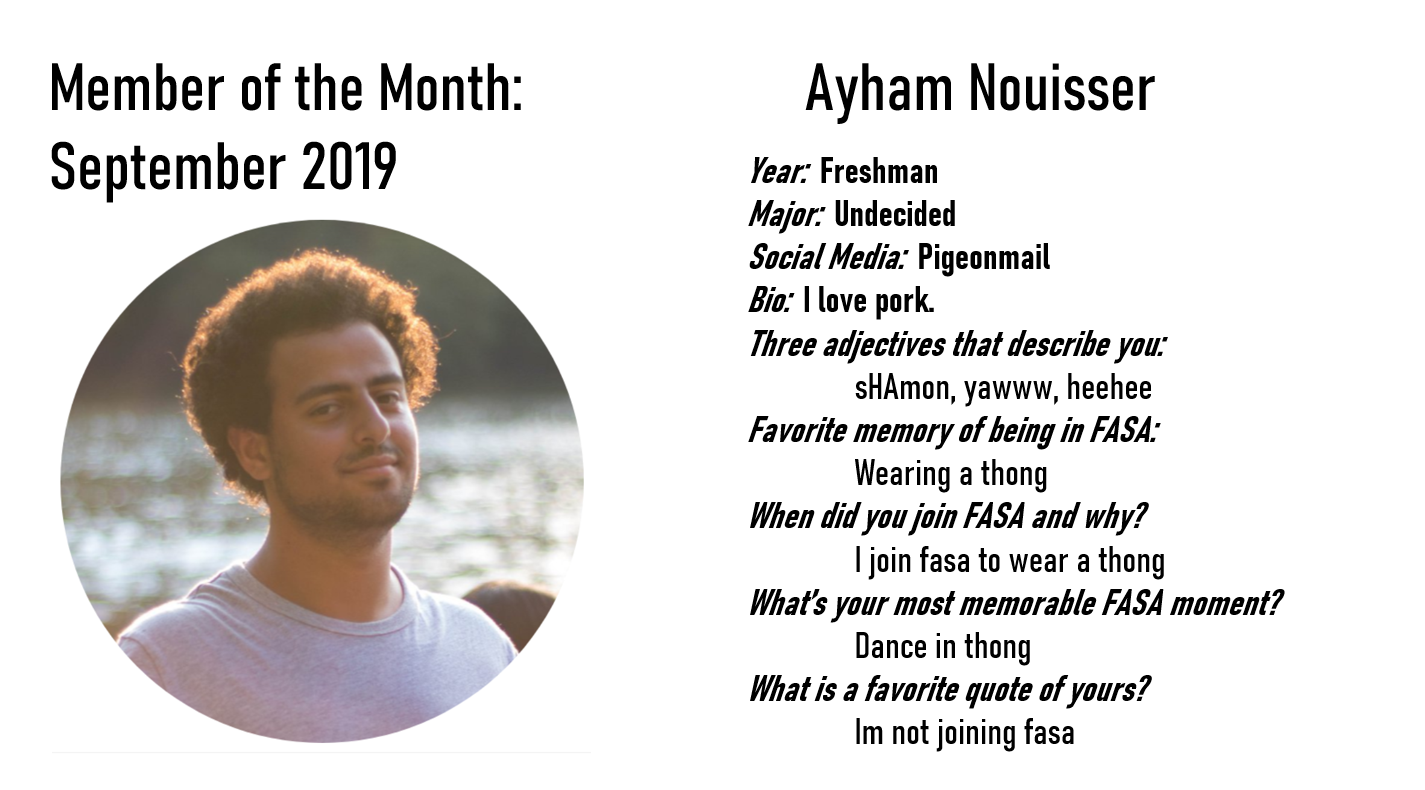 Member of the Month:
September 2019
Ayham Nouisser
Year: Freshman
Major: Undecided
Social Media: Pigeonmail
Bio: I love pork.
Three adjectives that describe you:
sHAmon, yawww, heehee
Favorite memory of being in FASA:
Wearing a thong
When did you join FASA and why?
I join fasa to wear a thong
What's your most memorable FASA moment?
Dance in thong
What is a favorite quote of yours?
Im not joining fasa